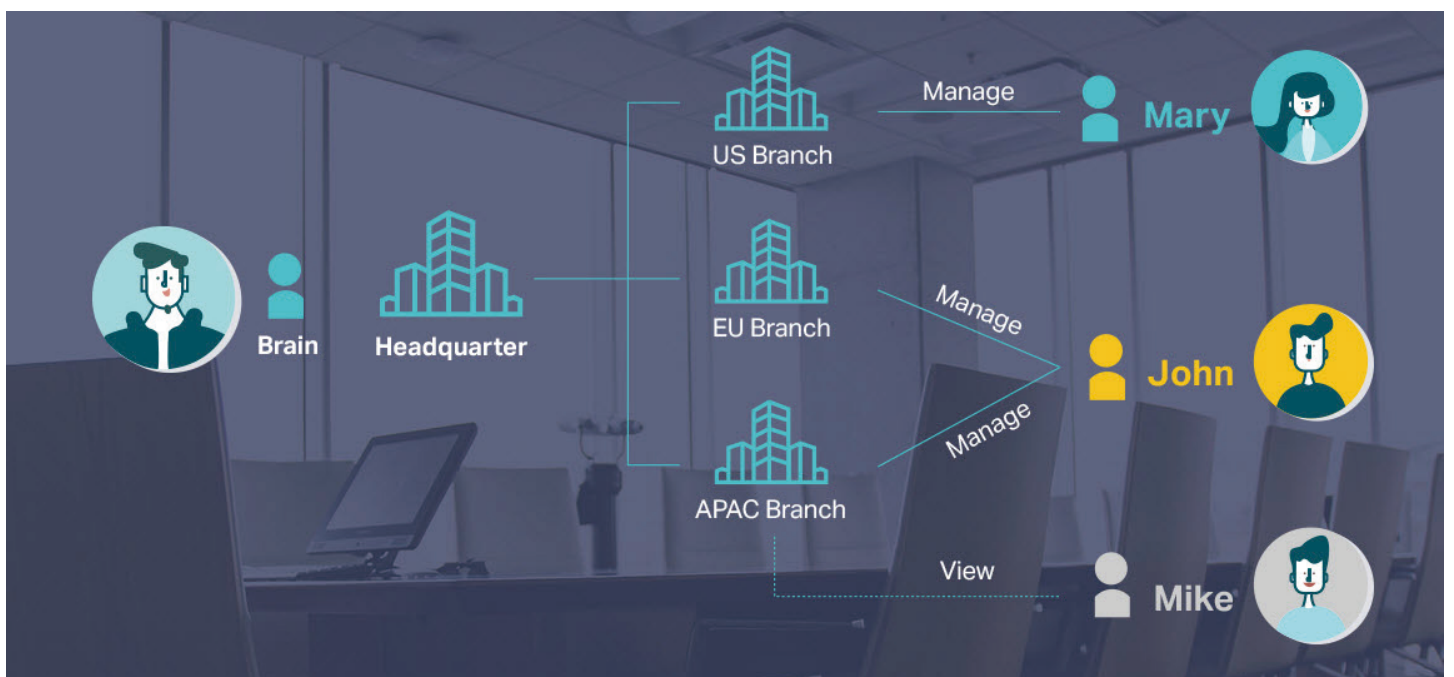 US Branch
Manage
Mary
Brain
Headquarter
EU Branch
Manage
John
Manage
APAC Branch
View
Mike